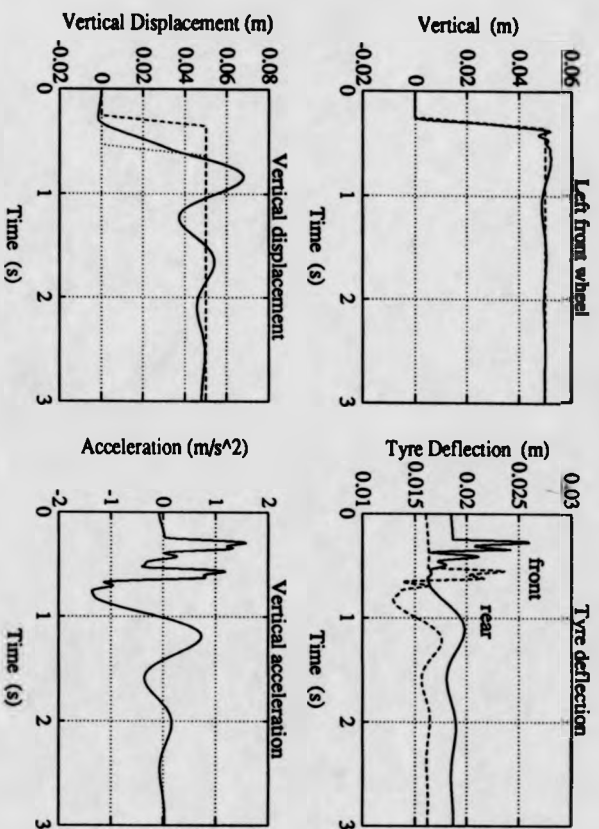 Left front wheel
Vertical (m)
0.06
0.04
0.02
0
-0.02
0
1
2
3
Time (s)
Tyre deflection
Tyre Deflection (m)
0.03
0.025
0.02
0.015
0.01
front
rear
0
1
2
3
Time (s)
Vertical displacement
Vertical Displacement (m)
0.08
0.06
0.04
0.02
0
-0.02
0
1
2
3
Time (s)
Vertical acceleration
Acceleration (m/s^2)
2
1
0
-1
-2
0
1
2
3
Time (s)